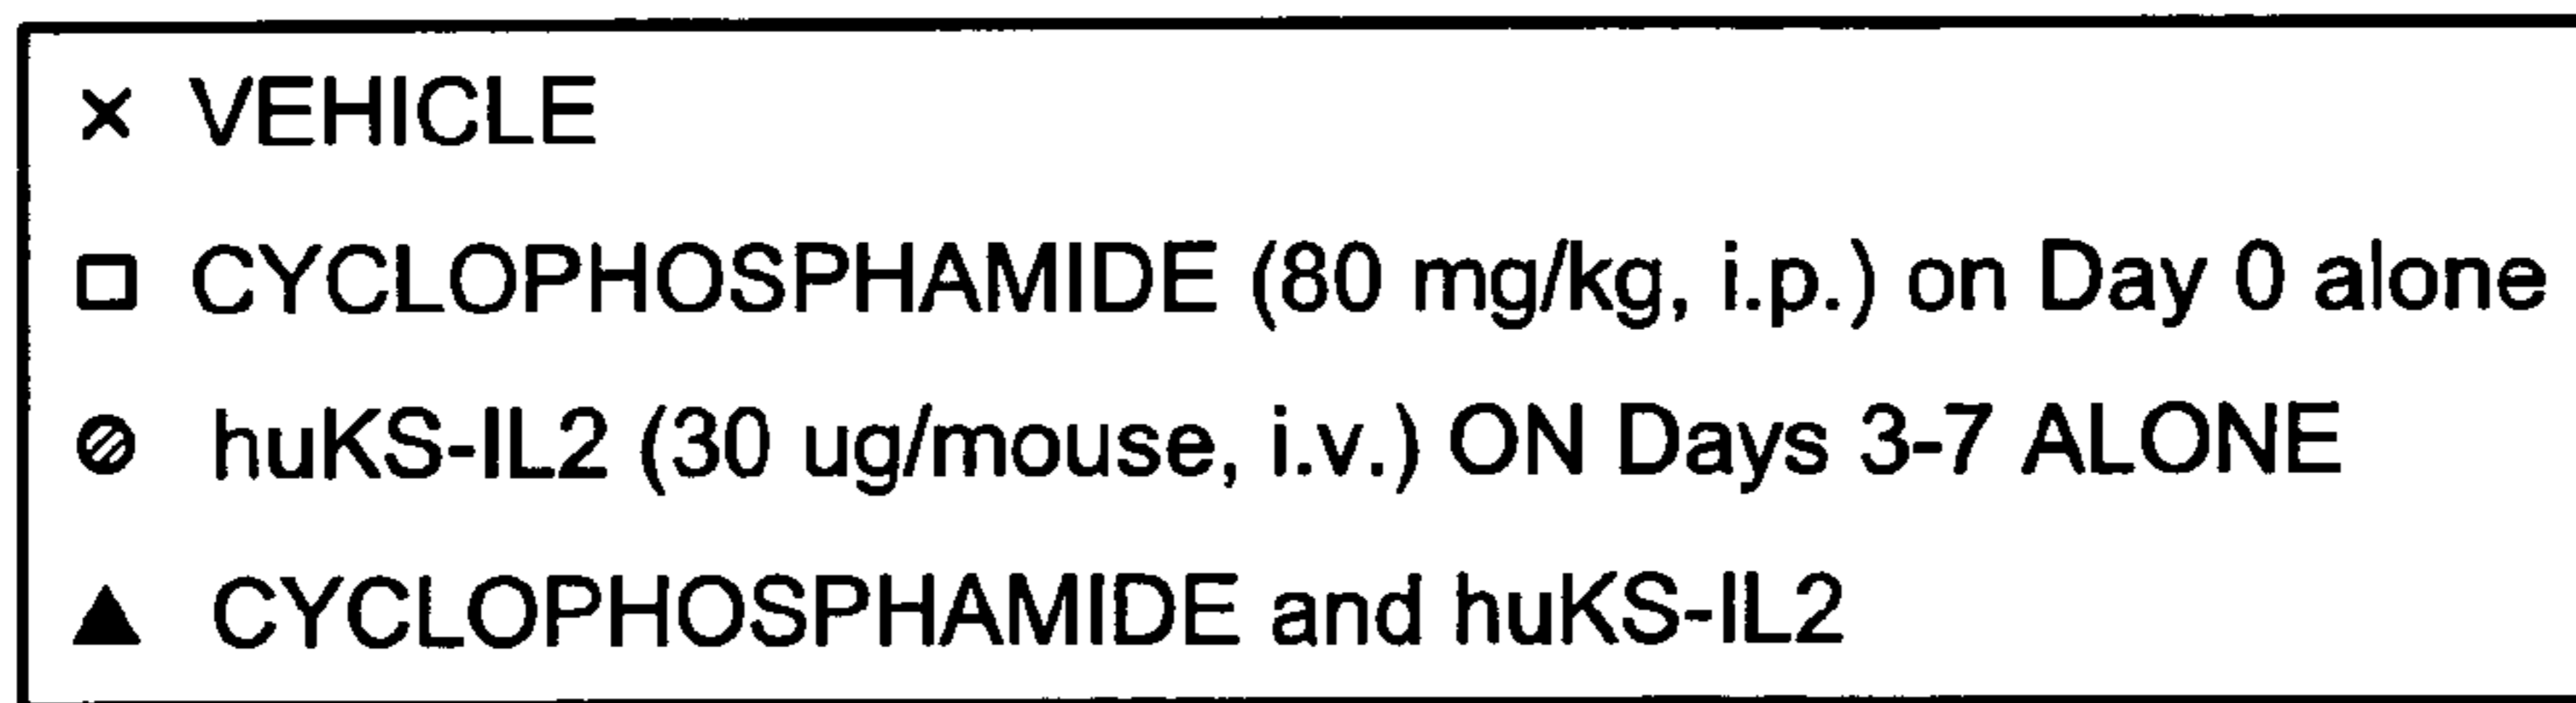 VEHICLE
CYCLOPHOSPHAMIDE (80 mg/kg, i.p.) on Day 0 alone
huKS-IL2 (30 ug/mouse, i.v.) ON Days 3-7 ALONE
CYCLOPHOSPHAMIDE and huKS-IL2